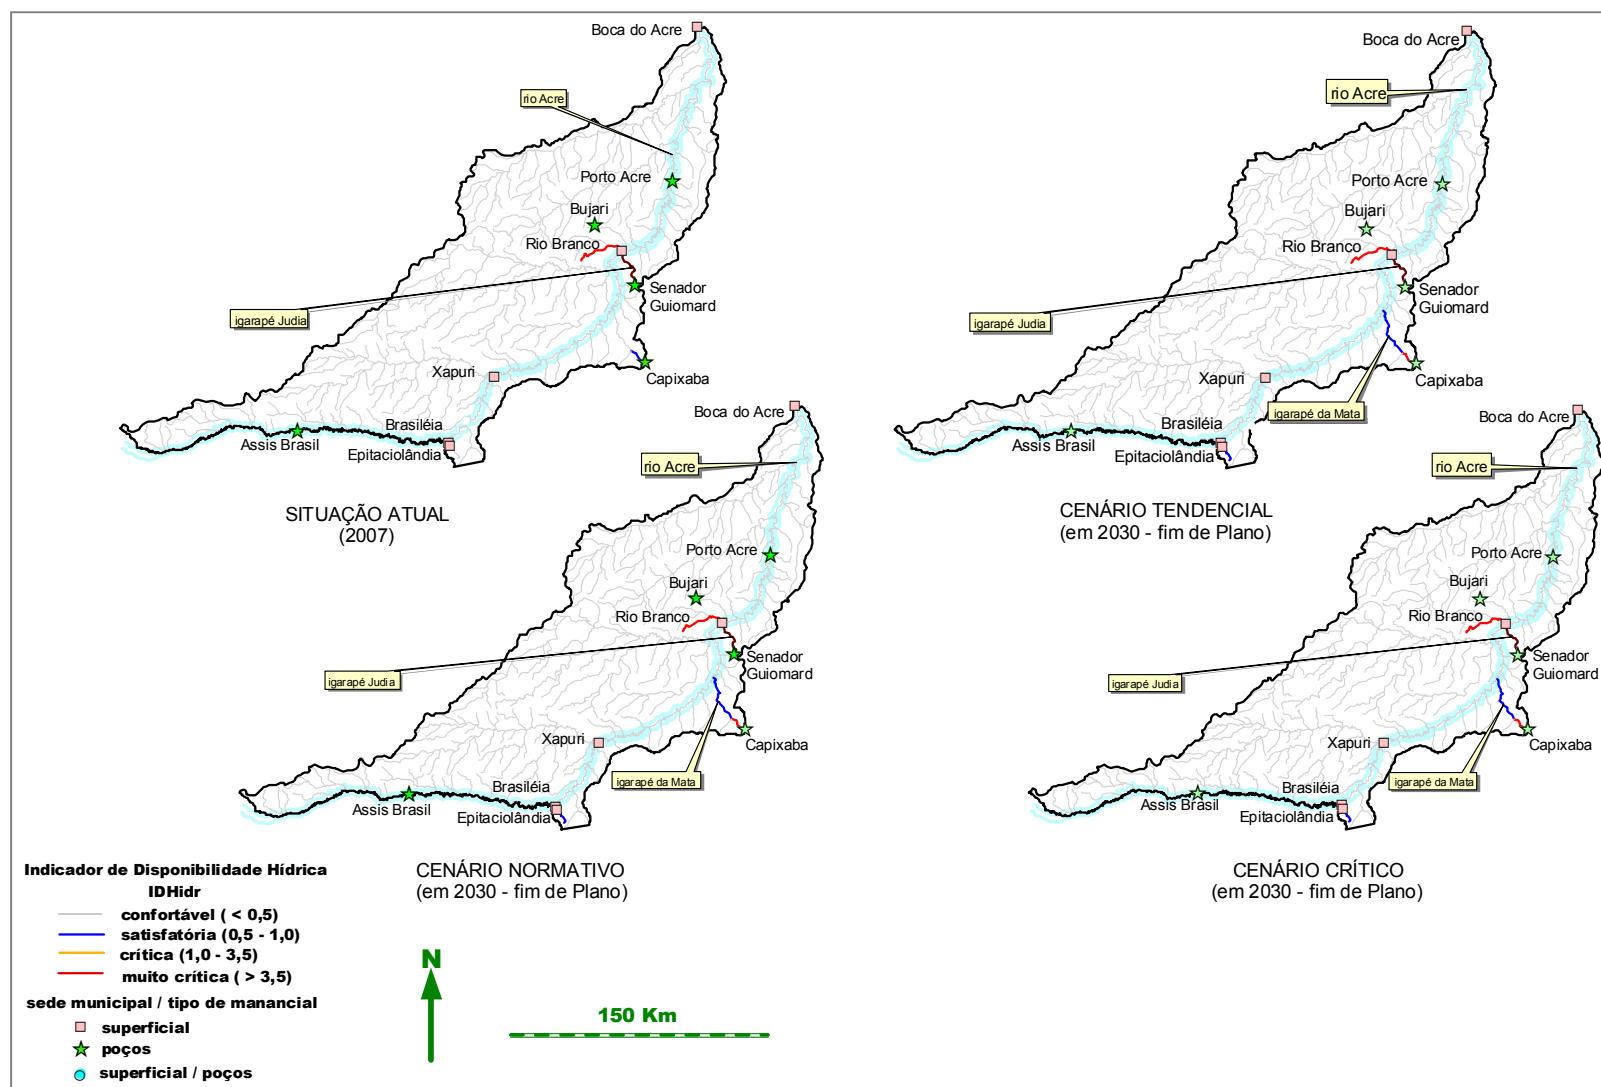 Boca do Acre
rio Acre
Porto Acre
Bujari
Rio Branco
Senador
Guiomard
igarapé Judia
Xapuri
Capixaba
Brasiléia
Assis Brasil
Epitaciolândia
SITUAÇÃO ATUAL
(2007)
Boca do Acre
rio Acre
Porto Acre
Bujari
Rio Branco
Senador
Guiomard
igarapé Judia
Xapuri
Capixaba
igarapé da Mata
Brasiléia
Assis Brasil
Epitaciolândia
CENÁRIO TENDENCIAL
(em 2030 - fim de Plano)
Boca do Acre
rio Acre
Porto Acre
Bujari
Rio Branco
Senador
Guiomard
igarapé Judia
Xapuri
Capixaba
igarapé da Mata
Brasiléia
Assis Brasil
Epitaciolândia
CENÁRIO NORMATIVO
(em 2030 - fim de Plano)
Boca do Acre
rio Acre
Porto Acre
Bujari
Rio Branco
Senador
Guiomard
igarapé Judia
Xapuri
Capixaba
igarapé da Mata
Brasiléia
Assis Brasil
Epitaciolândia
CENÁRIO CRÍTICO
(em 2030 - fim de Plano)
Indicador de Disponibilidade Hídrica
IDHidr
confortável ( < 0,5)
satisfatória (0,5 - 1,0)
crítica (1,0 - 3,5)
muito crítica ( > 3,5)
sede municipal / tipo de manancial
superficial
poços
superficial / poços
N
150 Km